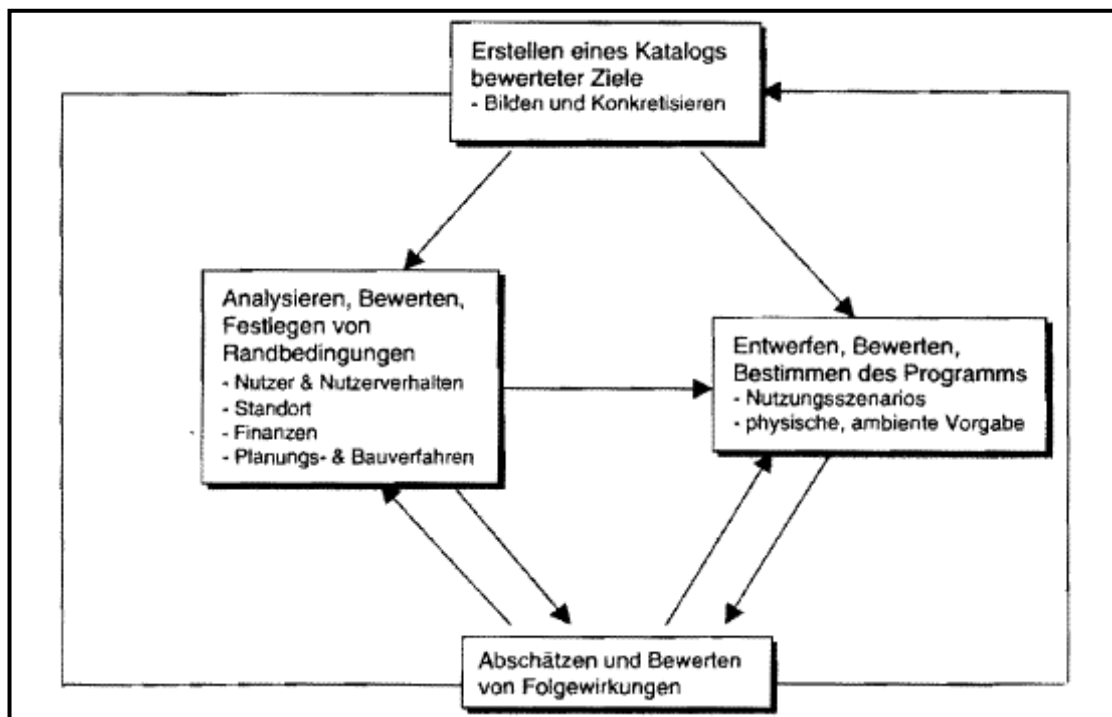 Erstellen eines Katalogs
bewerteter Ziele
- Bilden und Konkretisieren
Analysieren, Bewerten,
Festlegen von
Randbedingungen
- Nutzer & Nutzerverhalten
- Standort
- Finanzen
- Planungs- & Bauverfahren
Entwerfen, Bewerten,
Bestimmen des Programms
- Nutzungsszenarios
- physische, ambiente Vorgabe
Abschätzen und Bewerten
von Folgewirkungen